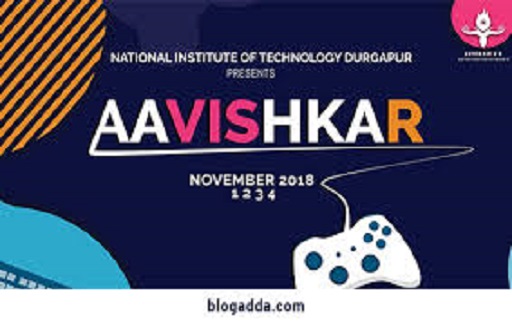 NATIONAL INSTITUTE OF TECHNOLOGY DURGAPUR
PRESENTS
AAVISHKAR
NOVEMBER 2018
1 2 3 4
blogadda.com